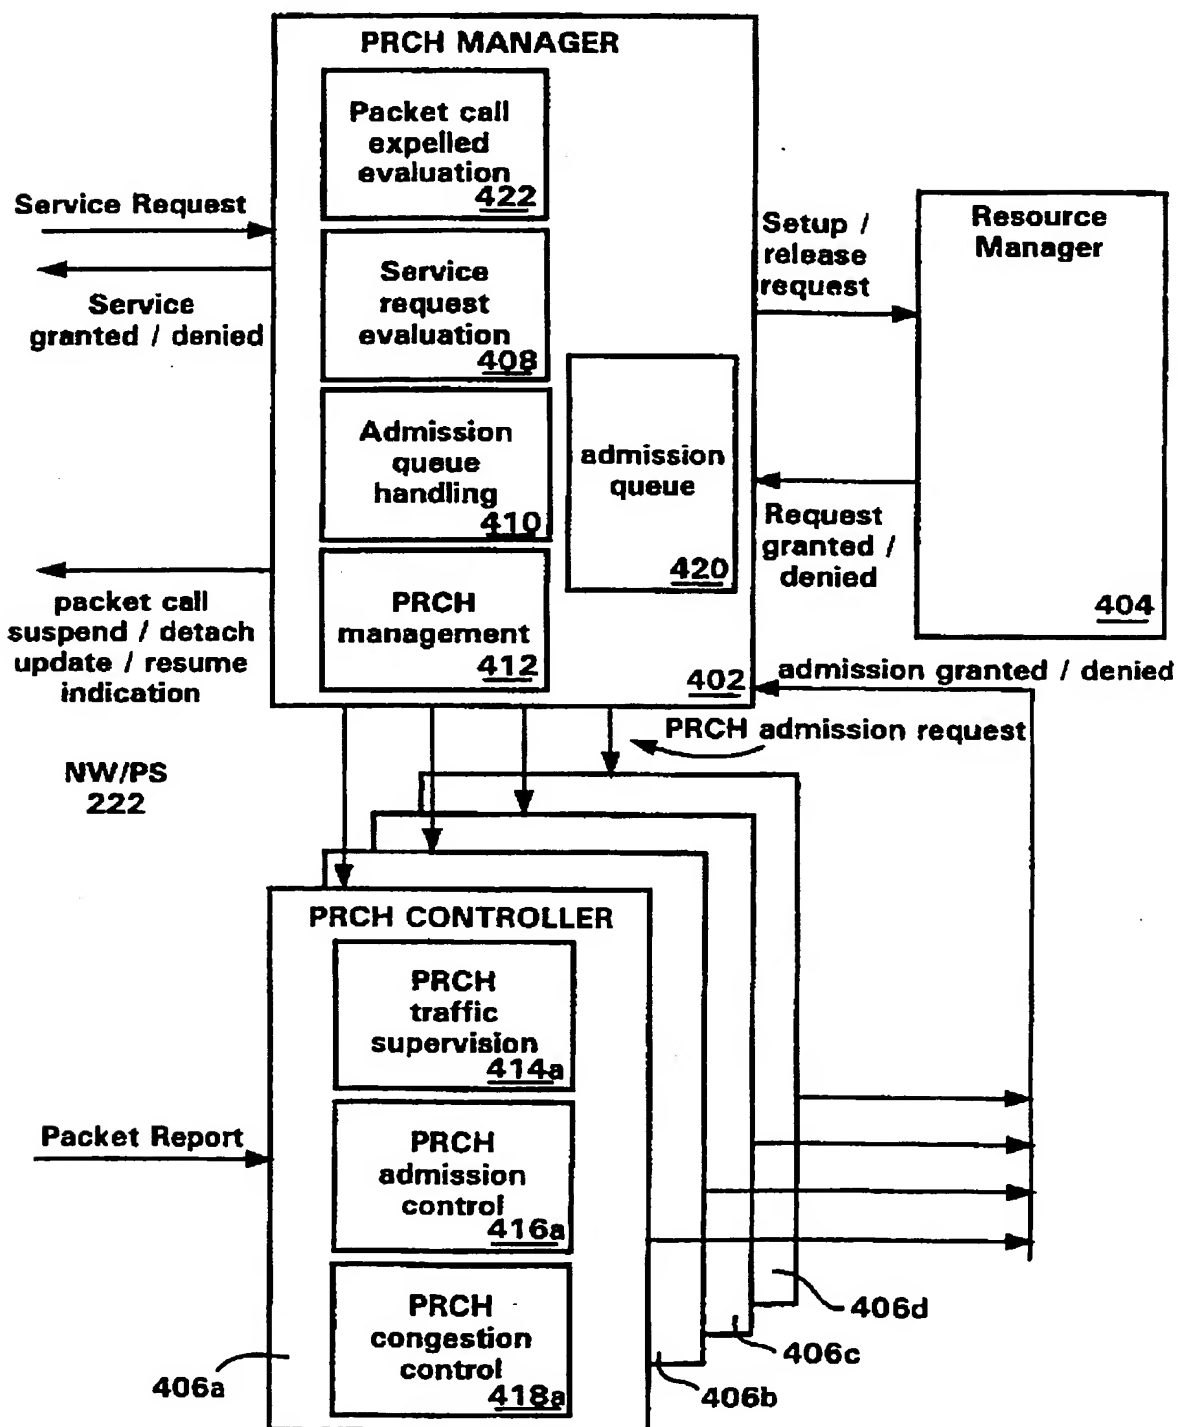 PRCH MANAGER
Packet call
expelled
evaluation
422
Service Request
Service
granted / denied
Service
request
evaluation
408
Admission
queue
handling
410
admission
queue
420
PRCH
management
412
402
Setup /
release
request
Resource
Manager
404
Request
granted /
denied
packet call
suspend / detach
update / resume
indication
admission granted / denied
PRCH admission request
NW/PS
222
PRCH CONTROLLER
PRCH
traffic
supervision
414a
Packet Report
PRCH
admission
control
416a
PRCH
congestion
control
418a
406a
406b
406c
406d